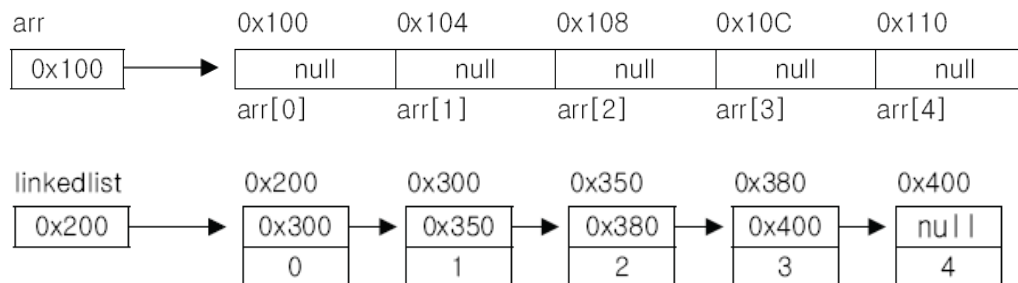 arr 0x100 0x104 0x108 0x10C 0x110
0x100 null null null null null
arr[0] arr[1] arr[2] arr[3] arr[4]
linkedlist 0x200 0x300 0x350 0x380 0x400
0x200 0x300 0x350 0x380 0x400 null
0 1 2 3 4